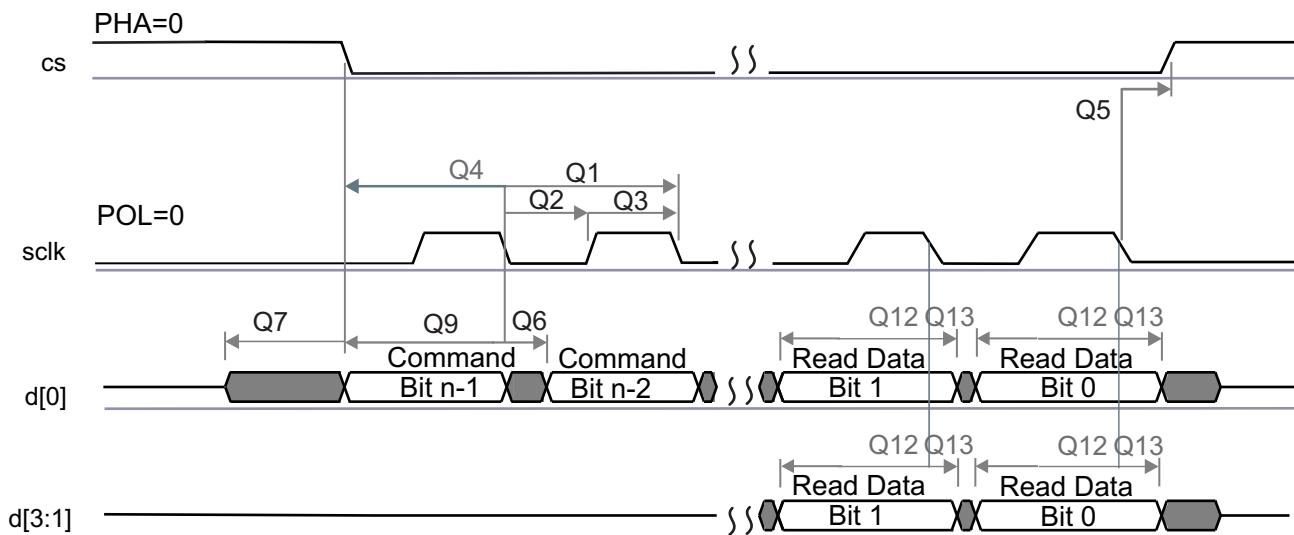 PHA=0
cs
Q5
Q4 Q1
Q2 Q3
POL=0
sclk
Q7 Q9 Q6 Q12 Q13 Q12 Q13
Command Command Read Data Read Data
d[0] Bit n-1 Bit n-2 Bit 1 Bit 0
Q12 Q13 Q12 Q13
Read Data Read Data
d[3:1] Bit 1 Bit 0